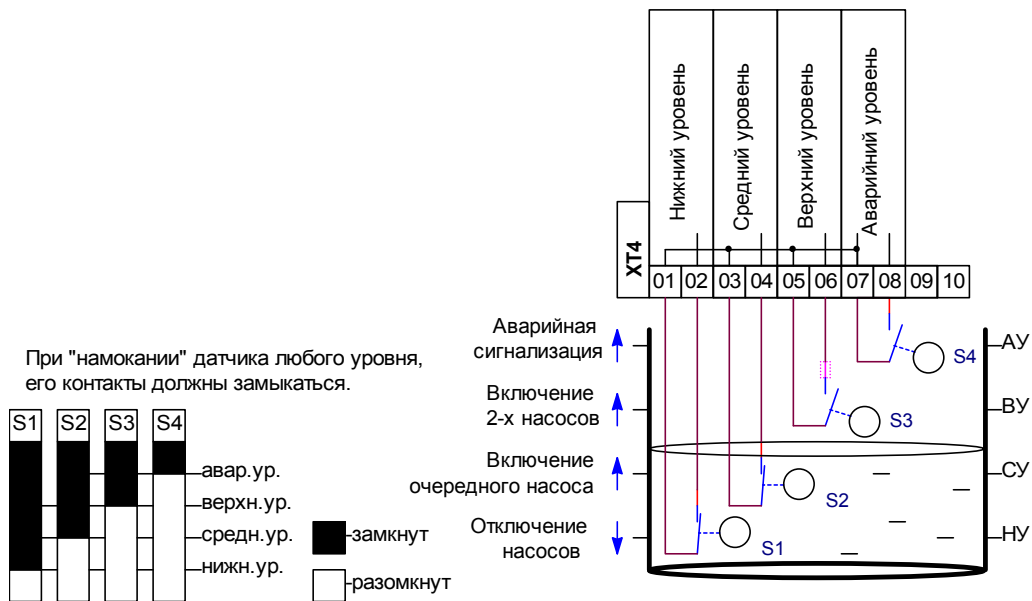 Нижний уровень
Средний уровень
Верхний уровень
Аварийний уровень
XT4
01 02 03 04 05 06 07 08 09 10
Аварийная
сигнализация
Включение
2-х насосов
Включение
очередного насоса
Отключение
насосов
S4
S3
S2
S1
АУ
ВУ
СУ
НУ
При "намокании" датчика любого уровня,
его контакты должны замыкаться.
S1 S2 S3 S4
авар.ур.
верхн.ур.
средн.ур.
нижн.ур.
-замкнут
-разомкнут